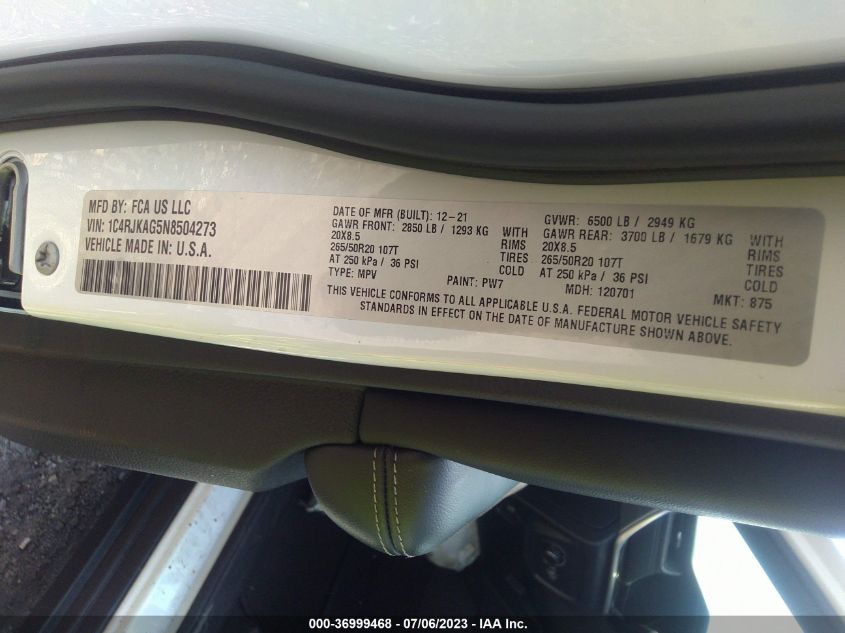 MFD BY: FCA US LLC
VIN: 1C4RJKAG5N8504273
VEHICLE MADE IN: U.S.A.
DATE OF MFR (BUILT): 12-21
GAWR FRONT: 2850 LB / 1293 KG WITH
20X8.5 RIMS
265/50R20 107T TIRES
AT 250 kPa / 36 PSI COLD
TYPE: MPV PAINT: PW7
GVWR: 6500 LB / 2949 KG
GAWR REAR: 3700 LB / 1679 KG WITH
20X8.5 RIMS
265/50R20 107T TIRES
AT 250 kPa / 36 PSI COLD
MDH: 120701 MKT: 875
THIS VEHICLE CONFORMS TO ALL APPLICABLE U.S.A. FEDERAL MOTOR VEHICLE SAFETY
STANDARDS IN EFFECT ON THE DATE OF MANUFACTURE SHOWN ABOVE.
000-36999468 - 07/06/2023 - IAA Inc.